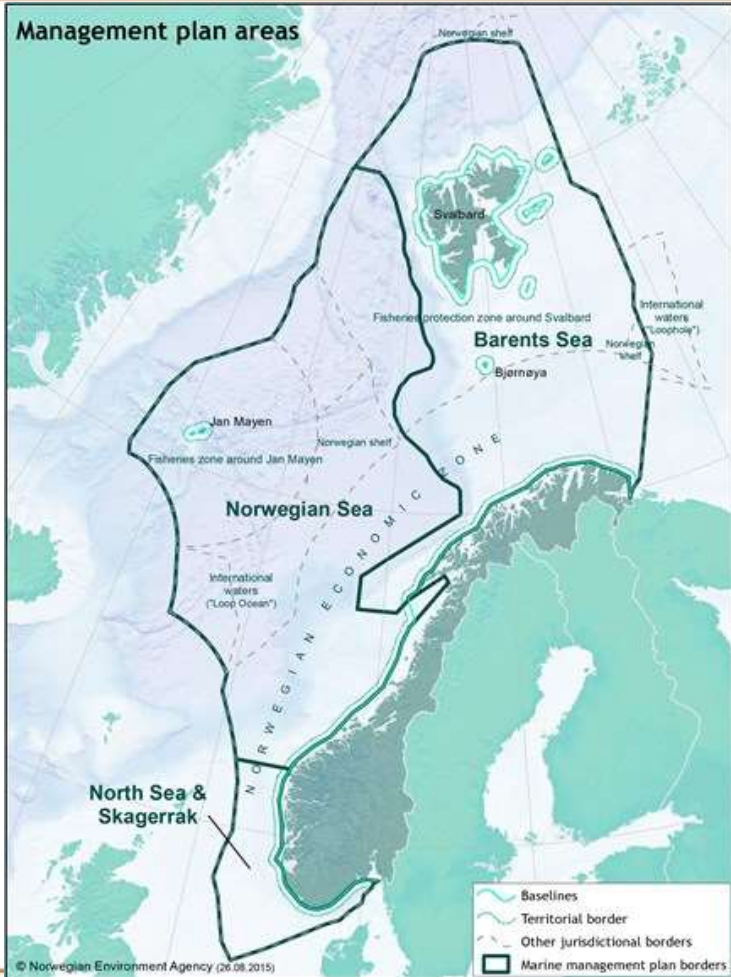 Management plan areas
Norwegian shelf
Svalbard
Fisheries protection zone around Svalbard
International
waters
("Loophole")
Barents Sea
Norwegian
shelf
Bjørnøya
Jan Mayen
Norwegian shelf
Fisheries zone around Jan Mayen
Norwegian Sea
NORWEGIAN ECONOMIC ZONE
International
waters
("Loop Ocean")
North Sea &
Skagerrak
Baselines
Territorial border
Other jurisdictional borders
Marine management plan borders
© Norwegian Environment Agency (26.08.2015)